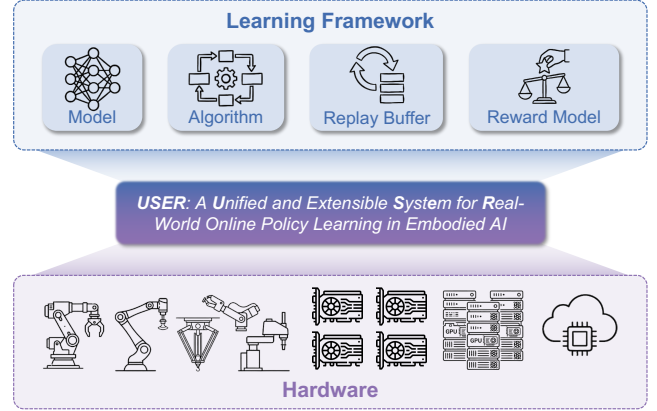 Learning Framework
Model
Algorithm
Replay Buffer
Reward Model
USER: A Unified and Extensible System for Real-
World Online Policy Learning in Embodied AI
GPU
GPU
Hardware